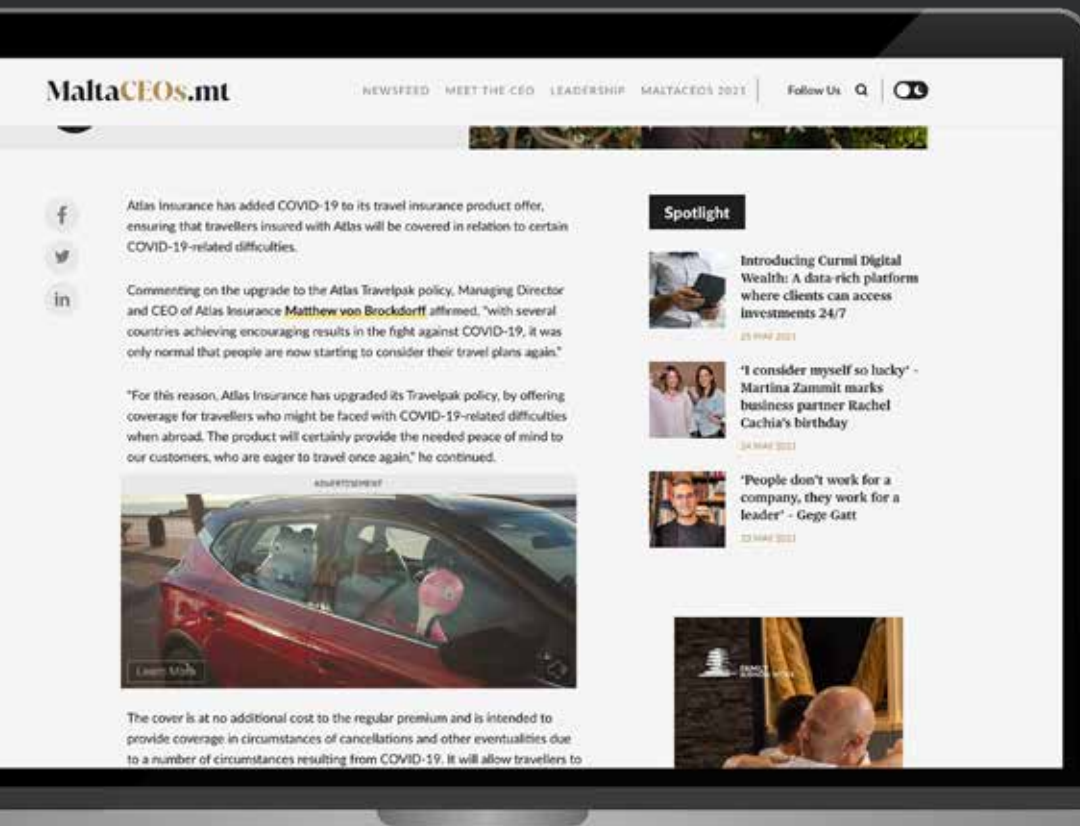 MaltaCEOs.mt
NEWSFEED MEET THE CEO LEADERSHIP MALTACEOS 2021
Follow Us
Atlas Insurance has added COVID-19 to its travel insurance product offer,
ensuring that travellers insured with Atlas will be covered in relation to certain
COVID-19-related difficulties.
Commenting on the upgrade to the Atlas Travelpak policy, Managing Director
and CEO of Atlas Insurance Matthew von Brockdorff affirmed, "with several
countries achieving encouraging results in the fight against COVID-19, it was
only normal that people are now starting to consider their travel plans again."
"For this reason, Atlas Insurance has upgraded its Travelpak policy, by offering
coverage for travellers who might be faced with COVID-19-related difficulties
when abroad. The product will certainly provide the needed peace of mind to
our customers, who are eager to travel once again," he continued.
ADVERTISEMENT
Learn More
The cover is at no additional cost to the regular premium and is intended to
provide coverage in circumstances of cancellations and other eventualities due
to a number of circumstances resulting from COVID-19. It will allow travellers to
Spotlight
Introducing Curmi Digital
Wealth: A data-rich platform
where clients can access
investments 24/7
25 MAY 2021
'I consider myself so lucky' -
Martina Zammit marks
business partner Rachel
Cachia's birthday
24 MAY 2021
'People don't work for a
company, they work for a
leader' - Gege Gatt
MAY 2021
FAMILY
BUSINESS